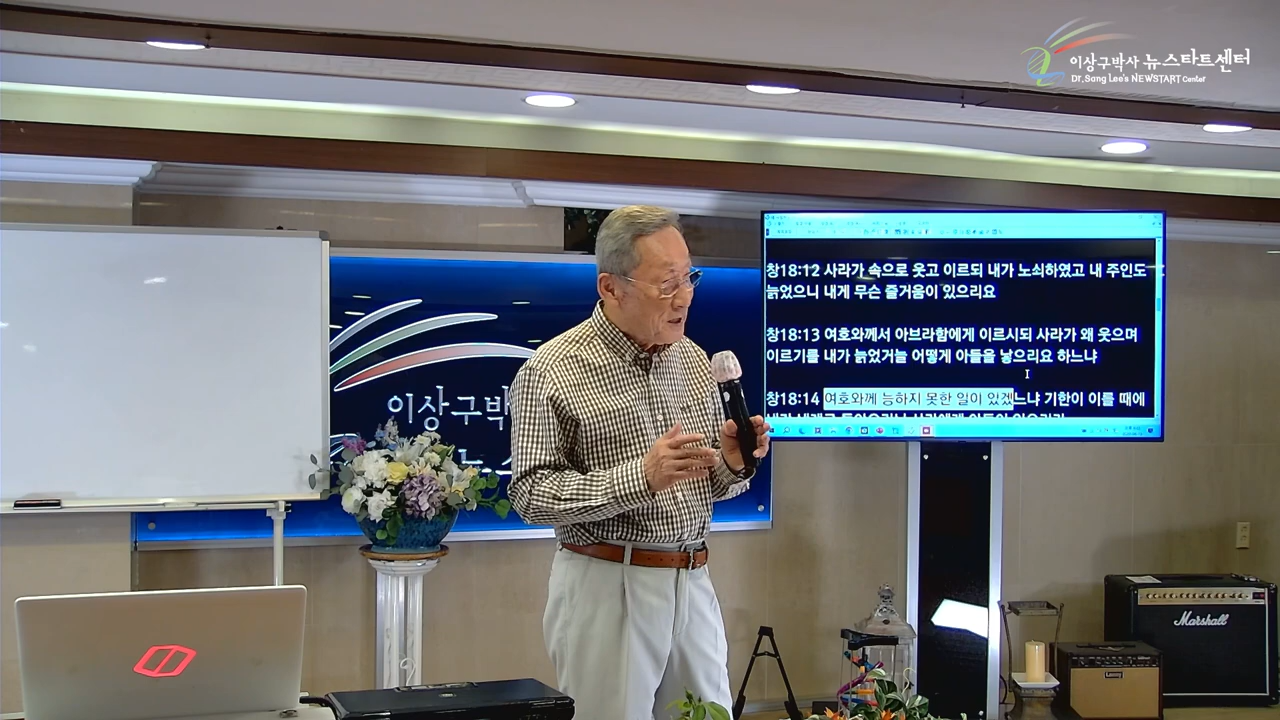 이상구박사 뉴스타트센터
Dr. Sang Lee's NEWSTART Center
창18:12 사라가 속으로 웃고 이르되 내가 노쇠하였고 내 주인도
늙었으니 내게 무슨 즐거움이 있으리요
창18:13 여호와께서 아브라함에게 이르시되 사라가 왜 웃으며
이르기를 내가 늙었거늘 어떻게 아들을 낳으리요 하느냐
창18:14 여호와께 능하지 못한 일이 있겠느냐 기한이 이를 때에
이상구박
뉴스
Marshall
Laney